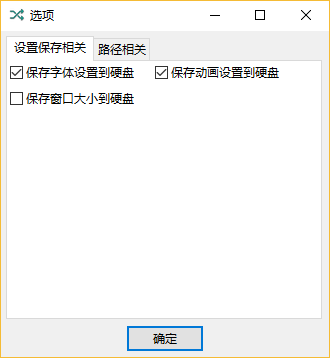 选项
设置保存相关 路径相关
保存字体设置到硬盘 保存动画设置到硬盘
保存窗口大小到硬盘
确定